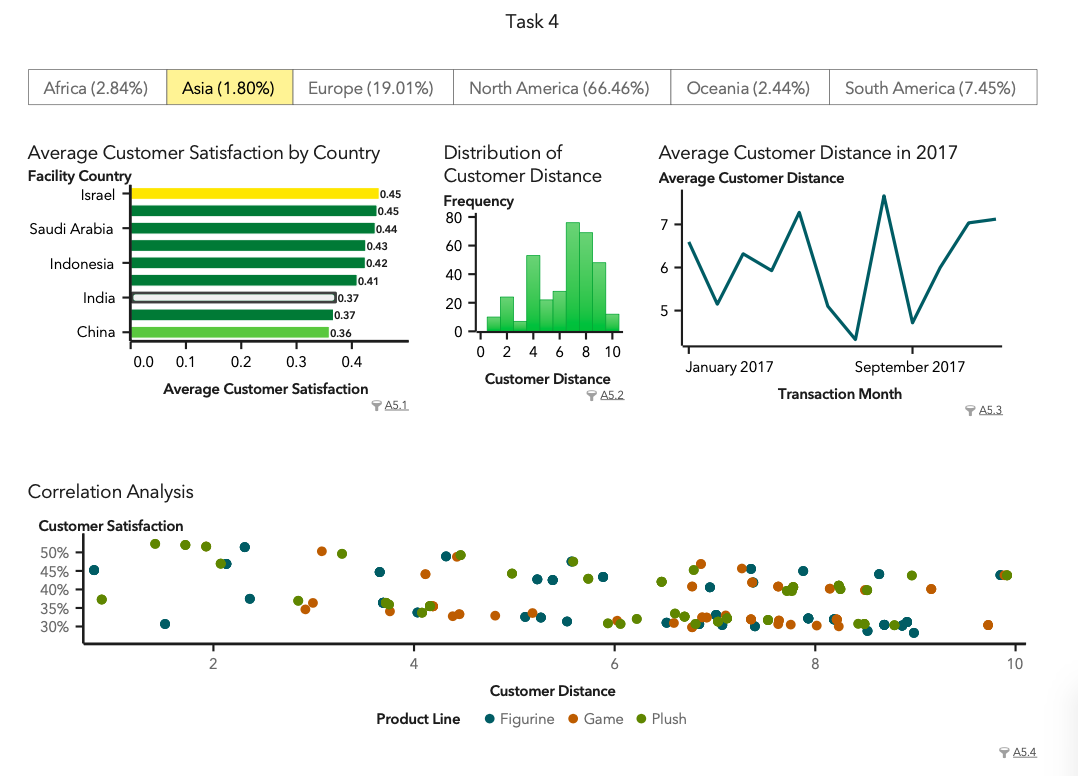 Task 4
Africa (2.84%) Asia (1.80%) Europe (19.01%) North America (66.46%) Oceania (2.44%) South America (7.45%)
Average Customer Satisfaction by Country
Facility Country
Israel 0.45
0.45
Saudi Arabia 0.44
0.43
Indonesia 0.42
0.41
India 0.37
0.37
China 0.36
0.0 0.1 0.2 0.3 0.4
Average Customer Satisfaction
A5.1
Distribution of
Customer Distance
Frequency
80
60
40
20
0
0 2 4 6 8 10
Customer Distance
A5.2
Average Customer Distance in 2017
Average Customer Distance
7
6
5
January 2017 September 2017
Transaction Month
A5.3
Correlation Analysis
Customer Satisfaction
50%
45%
40%
35%
30%
2 4 6 8 10
Customer Distance
Product Line Figurine Game Plush
A5.4